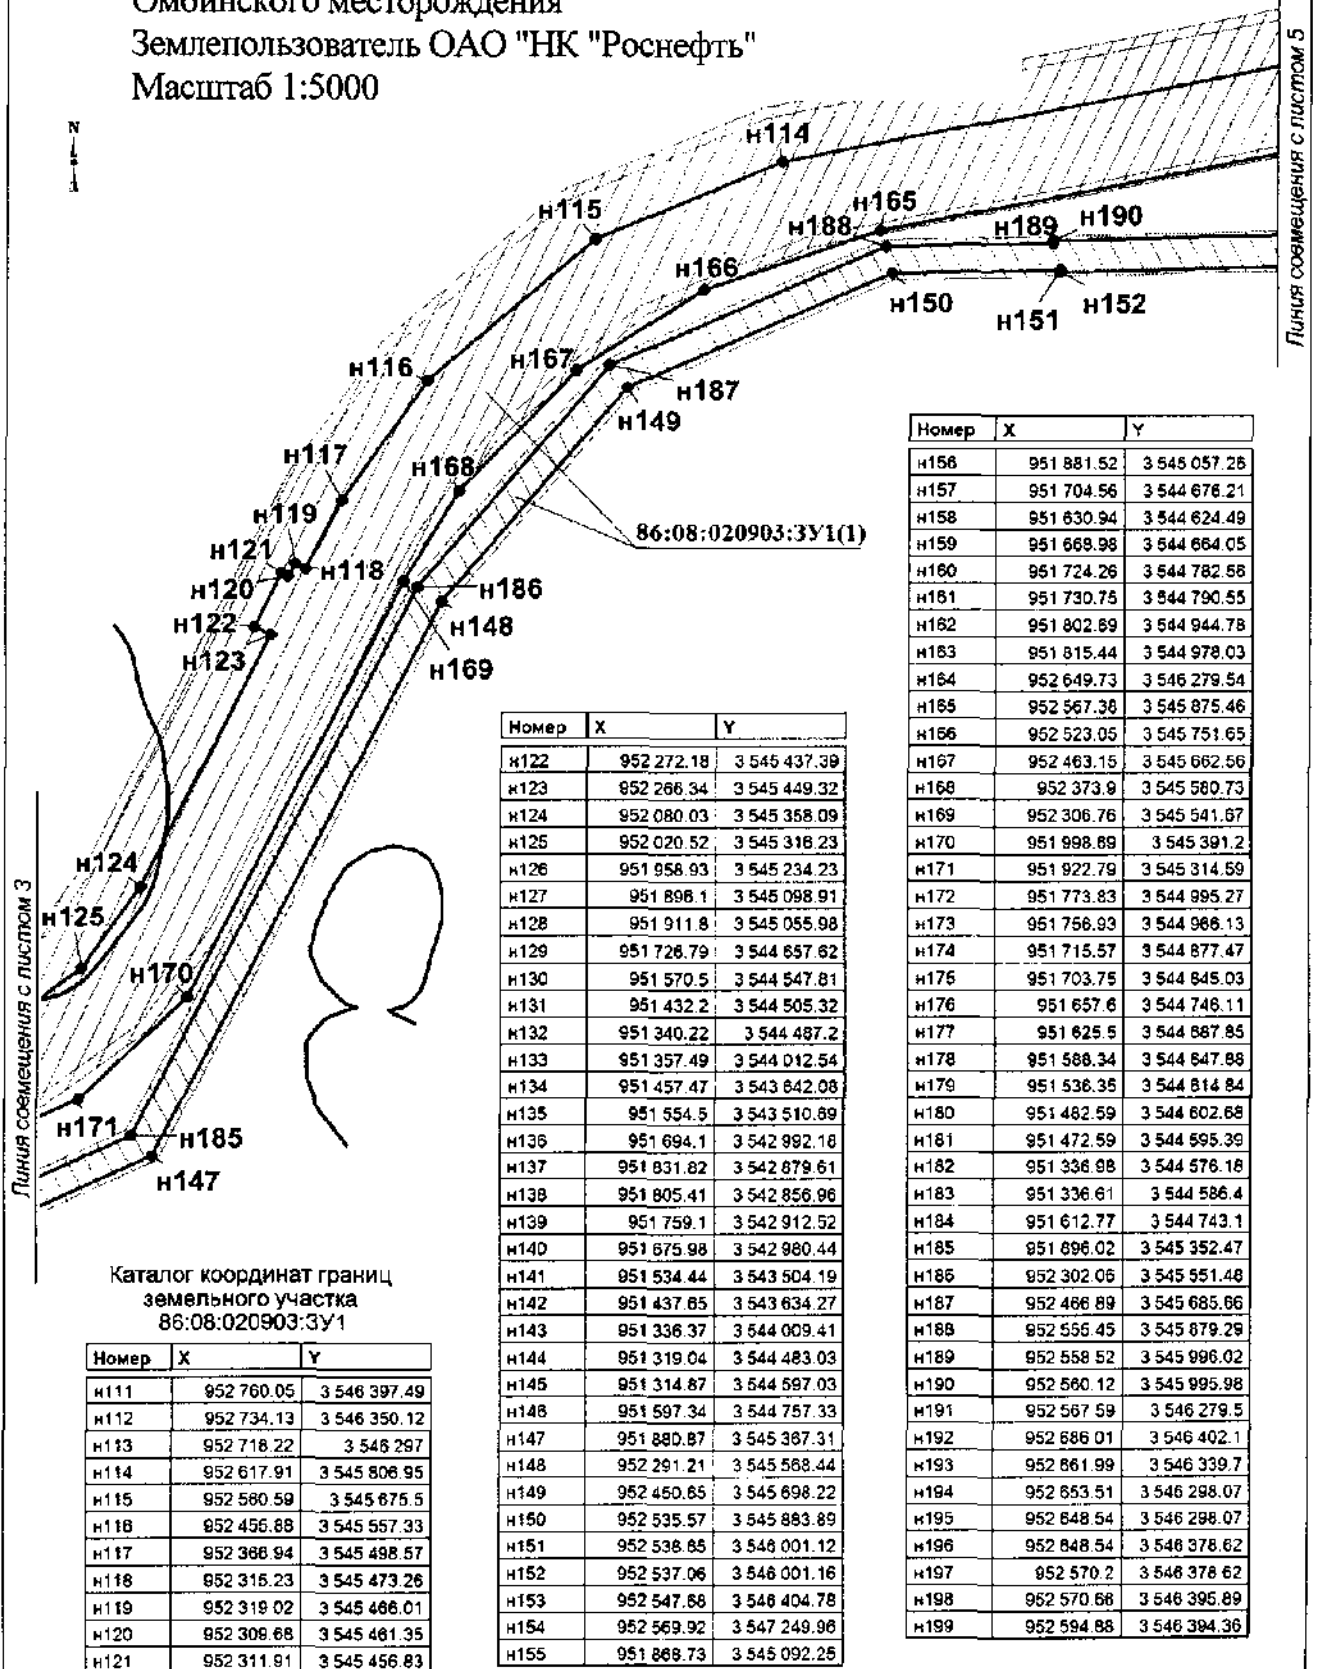 Омбинского месторождения
Землепользователь ОАО "НК "Роснефть"
Масштаб 1:5000
N
Линия совмещения с листом 5
н114
н115
н165
н188
н189
н190
н166
н150
н151
н152
н116
н167
н187
н149
н117
н168
н119
86:08:020903:ЗУ1(1)
н121
н118
н120
н186
н122
н148
н123
н169
н124
н125
н170
Линия совмещения с листом 3
н171
н185
н147
Каталог координат границ
земельного участка
86:08:020903:ЗУ1
Номер X Y
н111 952 760.05 3 546 397.49
н112 952 734.13 3 546 350.12
н113 952 718.22 3 546 297
н114 952 617.91 3 545 806.95
н115 952 560.59 3 545 675.5
н116 952 455.88 3 545 557.33
н117 952 366.94 3 545 498.57
н118 952 315.23 3 545 473.26
н119 952 319 02 3 545 466.01
н120 952 309.68 3 545 461.35
н121 952 311.91 3 545 456.83
Номер X Y
н122 952 272.18 3 545 437.39
н123 952 266.34 3 545 449.32
н124 952 080.03 3 545 358.09
н125 952 020.52 3 545 316.23
н126 951 958.93 3 545 234.23
н127 951 896.1 3 545 098.91
н128 951 911.8 3 545 055.98
н129 951 726.79 3 544 657.62
н130 951 570.5 3 544 547.81
н131 951 432.2 3 544 505.32
н132 951 340.22 3 544 487.2
н133 951 357.49 3 544 012.54
н134 951 457.47 3 543 642.08
н135 951 554.5 3 543 510.69
н136 951 694.1 3 542 992.18
н137 951 831.82 3 542 879.61
н138 951 805.41 3 542 856.96
н139 951 759.1 3 542 912.52
н140 951 675.98 3 542 980.44
н141 951 534.44 3 543 504.19
н142 951 437.65 3 543 634.27
н143 951 336.37 3 544 009.41
н144 951 319.04 3 544 483.03
н145 951 314.87 3 544 597.03
н146 951 597.34 3 544 757.33
н147 951 880.87 3 545 367.31
н148 952 291.21 3 545 568.44
н149 952 450.65 3 545 698.22
н150 952 535.57 3 545 883.89
н151 952 538.65 3 546 001.12
н152 952 537.06 3 546 001.16
н153 952 547.68 3 546 404.78
н154 952 569.92 3 547 249.96
н155 951 868.73 3 545 092.25
Номер X Y
н156 951 881.52 3 545 057.26
н157 951 704.56 3 544 676.21
н158 951 630.94 3 544 624.49
н159 951 668.98 3 544 664.05
н160 951 724.26 3 544 782.56
н161 951 730.75 3 544 790.55
н162 951 802.69 3 544 944.78
н163 951 815.44 3 544 978.03
н164 952 649.73 3 546 279.54
н165 952 567.38 3 545 875.46
н166 952 523.05 3 545 751.65
н167 952 463.15 3 545 662.56
н168 952 373.9 3 545 580.73
н169 952 306.76 3 545 541.67
н170 951 998.69 3 545 391.2
н171 951 922.79 3 545 314.59
н172 951 773.83 3 544 995.27
н173 951 756.93 3 544 966.13
н174 951 715.57 3 544 877.47
н175 951 703.75 3 544 845.03
н176 951 657.6 3 544 746.11
н177 951 625.5 3 544 687.85
н178 951 588.34 3 544 647.88
н179 951 536.35 3 544 614 84
н180 951 482.59 3 544 602.68
н181 951 472.59 3 544 595.39
н182 951 336.98 3 544 576.18
н183 951 336.61 3 544 586.4
н184 951 612.77 3 544 743.1
н185 951 896.02 3 545 352.47
н186 952 302.06 3 545 551.48
н187 952 466 89 3 545 685.66
н188 952 555.45 3 545 879.29
н189 952 558 52 3 545 996.02
н190 952 560.12 3 545 995.98
н191 952 567 59 3 546 279.5
н192 952 686 01 3 546 402.1
н193 952 661.99 3 546 339.7
н194 952 653.51 3 546 298.07
н195 952 648.54 3 546 298.07
н196 952 648.54 3 546 378.62
н197 952 570.2 3 546 378 62
н198 952 570.68 3 546 395.89
н199 952 594.88 3 546 394.36